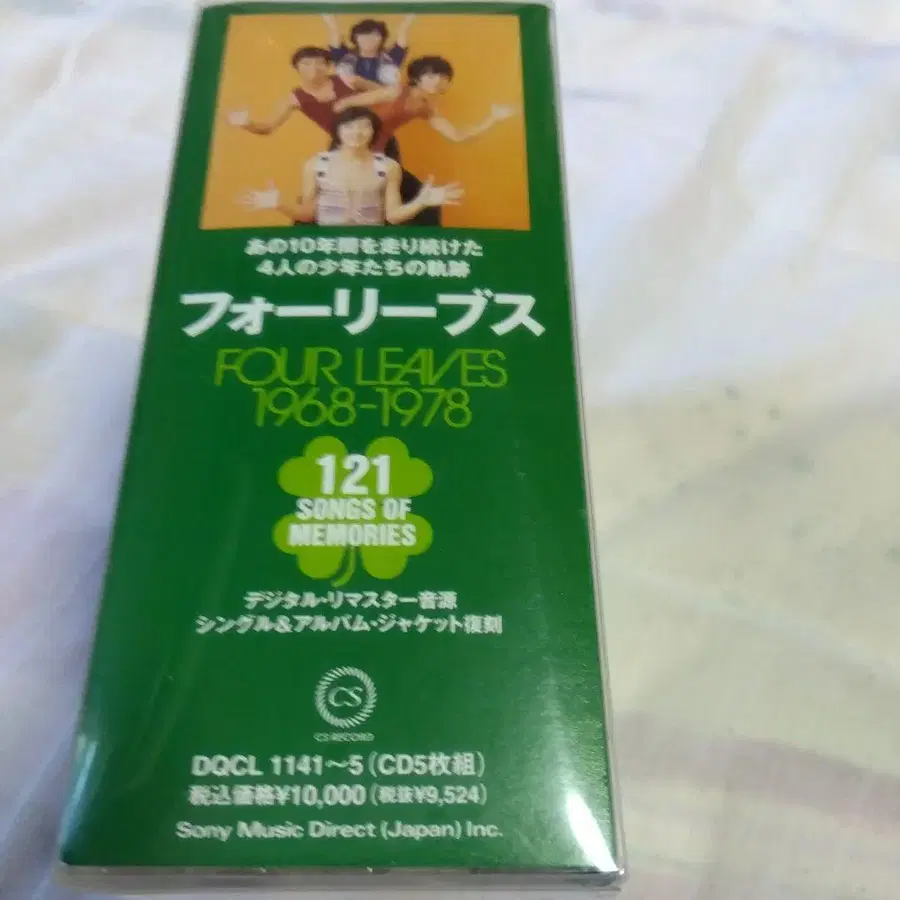 あの10年間を走り続けた
4人の少年たちの軌跡
フォーリーブス
FOUR LEAVES
1968-1978
121
SONGS OF
MEMORIES
デジタル・リマスター音源
シングル&アルバム・ジャケット復刻
CS
CS RECORD
DQCL 1141〜5(CD5枚組)
税込価格¥10,000(税抜¥9,524)
Sony Music Direct (Japan) Inc.